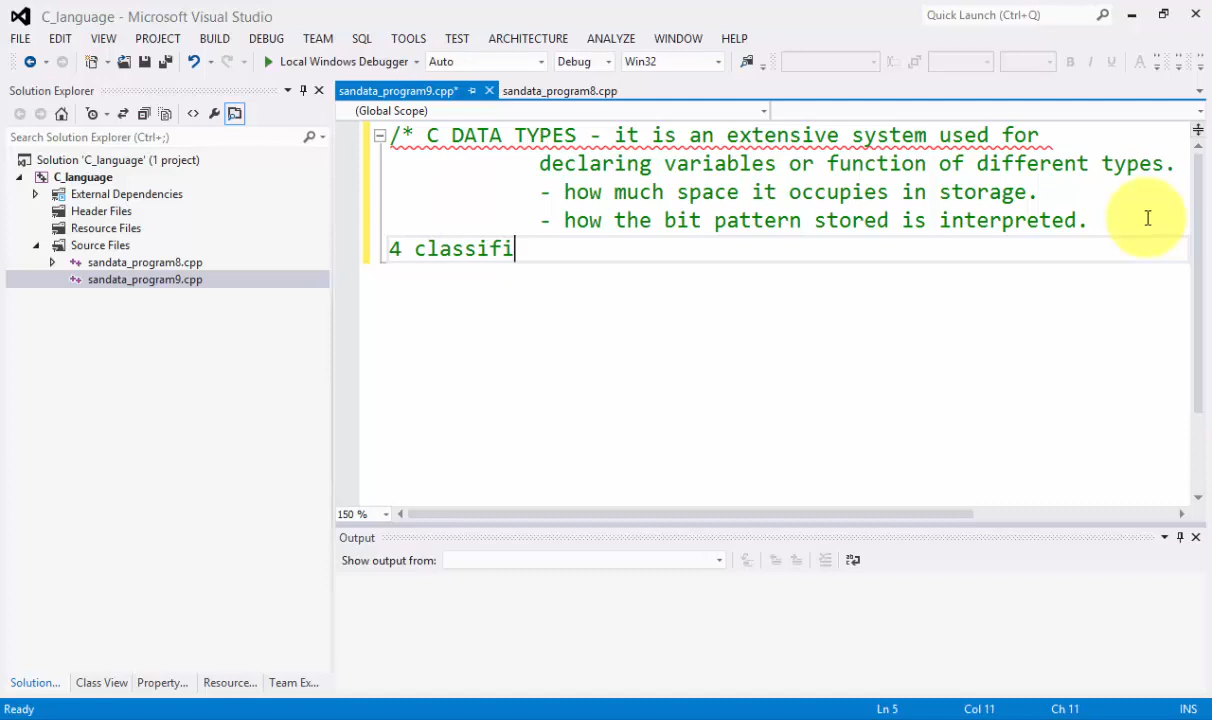 C_language - Microsoft Visual Studio
Quick Launch (Ctrl+Q)
FILE EDIT VIEW PROJECT BUILD DEBUG TEAM SQL TOOLS TEST ARCHITECTURE ANALYZE WINDOW HELP
Local Windows Debugger Auto Debug Win32
Solution Explorer
Search Solution Explorer (Ctrl+;)
Solution 'C_language' (1 project)
C_language
External Dependencies
Header Files
Resource Files
Source Files
sandata_program8.cpp
sandata_program9.cpp
Solution... Class View Property... Resource... Team Ex...
sandata_program9.cpp* sandata_program8.cpp
(Global Scope)
/* C DATA TYPES - it is an extensive system used for
declaring variables or function of different types.
- how much space it occupies in storage.
- how the bit pattern stored is interpreted.
4 classifi
150 %
Output
Show output from:
Ready Ln 5 Col 11 Ch 11 INS